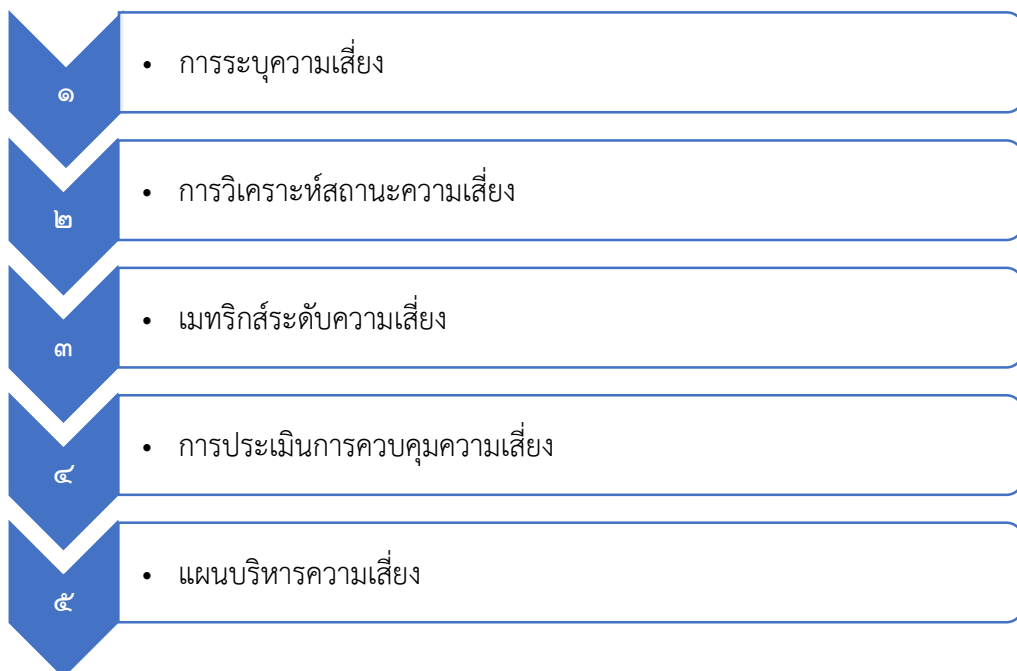 ๑
• การระบุความเสี่ยง
๒
• การวิเคราะห์สถานะความเสี่ยง
๓
• เมทริกส์ระดับความเสี่ยง
๔
• การประเมินการควบคุมความเสี่ยง
๕
• แผนบริหารความเสี่ยง